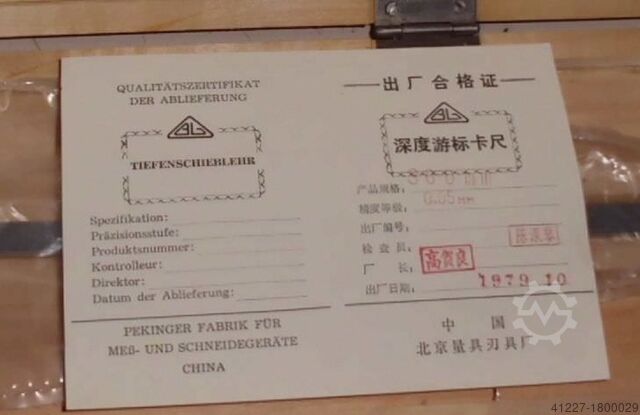 QUALITÄTSZERTIFIKAT
DER ABLIEFERUNG
TIEFENSCHIEBLEHR
Spezifikation:
Präzisionsstufe:
Produktsnummer:
Kontrolleur:
Direktor:
Datum der Ablieferung:
PEKINGER FABRIK FÜR
MEß- UND SCHNEIDEGERÄTE
CHINA
出厂合格证
深度游标卡尺
产品规格: 300mm
精度等级: 0.05mm
出厂编号:
检查员:
厂 长: 高贺良
出厂日期: 1979.10
中 国
北京量具刃具厂
41227-1800029